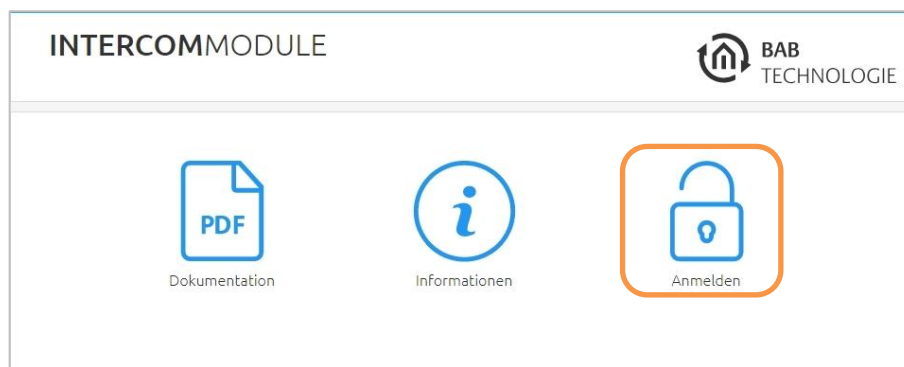 INTERCOMMODULE
BAB
TECHNOLOGIE
PDF
i
Dokumentation
Informationen
Anmelden